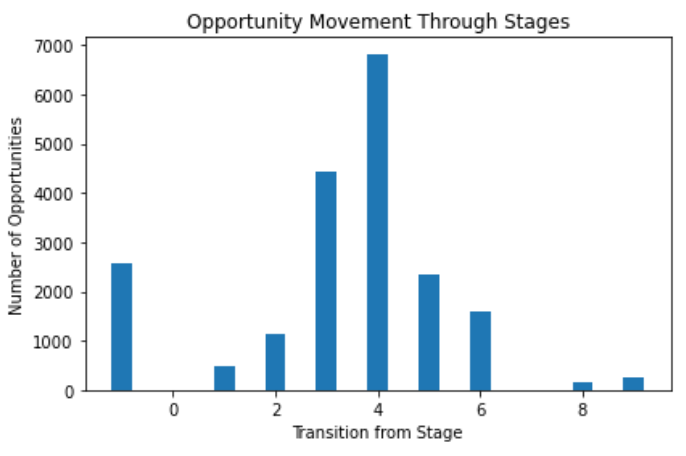 Opportunity Movement Through Stages
7000
6000
5000
4000
3000
2000
1000
0
Number of Opportunities
0 2 4 6 8
Transition from Stage